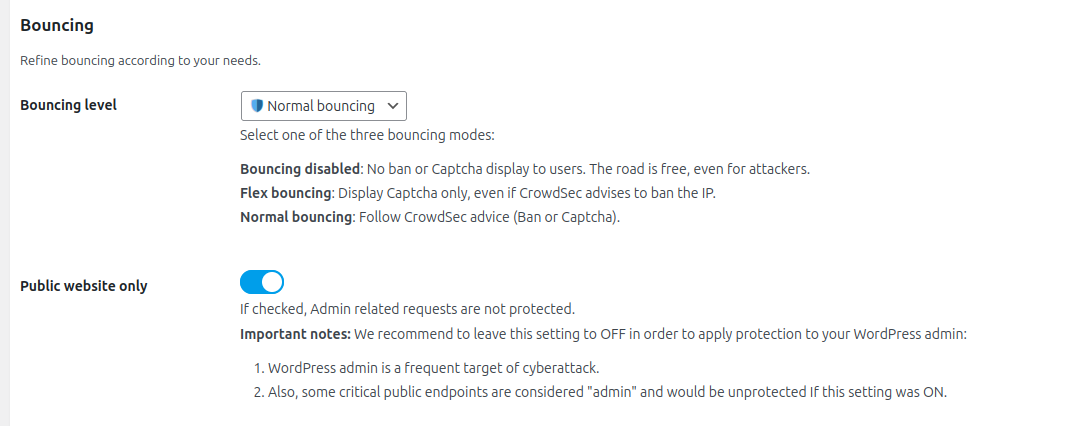 Bouncing
Refine bouncing according to your needs.
Bouncing level
Normal bouncing
Select one of the three bouncing modes:
Bouncing disabled: No ban or Captcha display to users. The road is free, even for attackers.
Flex bouncing: Display Captcha only, even if CrowdSec advises to ban the IP.
Normal bouncing: Follow CrowdSec advice (Ban or Captcha).
Public website only
If checked, Admin related requests are not protected.
Important notes: We recommend to leave this setting to OFF in order to apply protection to your WordPress admin:
1. WordPress admin is a frequent target of cyberattack.
2. Also, some critical public endpoints are considered "admin" and would be unprotected If this setting was ON.